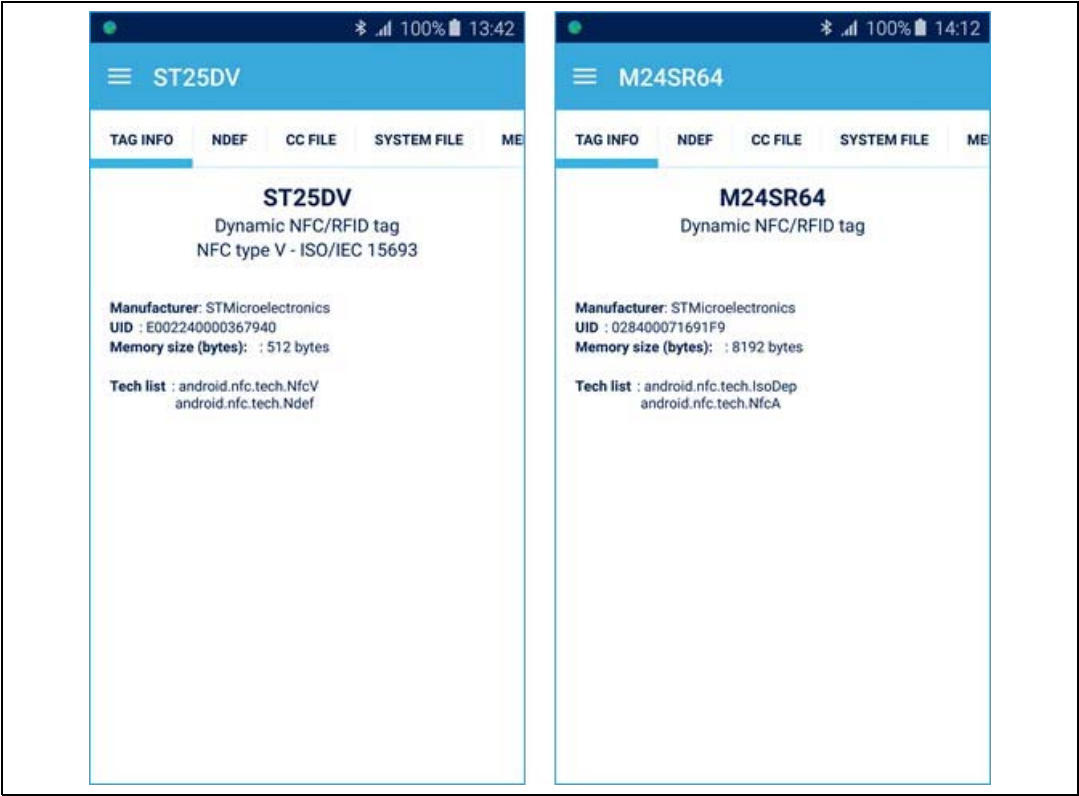 100% 13:42
ST25DV
TAG INFO NDEF CC FILE SYSTEM FILE ME
ST25DV
Dynamic NFC/RFID tag
NFC type V - ISO/IEC 15693
Manufacturer: STMicroelectronics
UID : E002240000367940
Memory size (bytes): : 512 bytes
Tech list : android.nfc.tech.NfcV
android.nfc.tech.Ndef
100% 14:12
M24SR64
TAG INFO NDEF CC FILE SYSTEM FILE ME
M24SR64
Dynamic NFC/RFID tag
Manufacturer: STMicroelectronics
UID : 028400071691F9
Memory size (bytes): : 8192 bytes
Tech list : android.nfc.tech.IsoDep
android.nfc.tech.NfcA